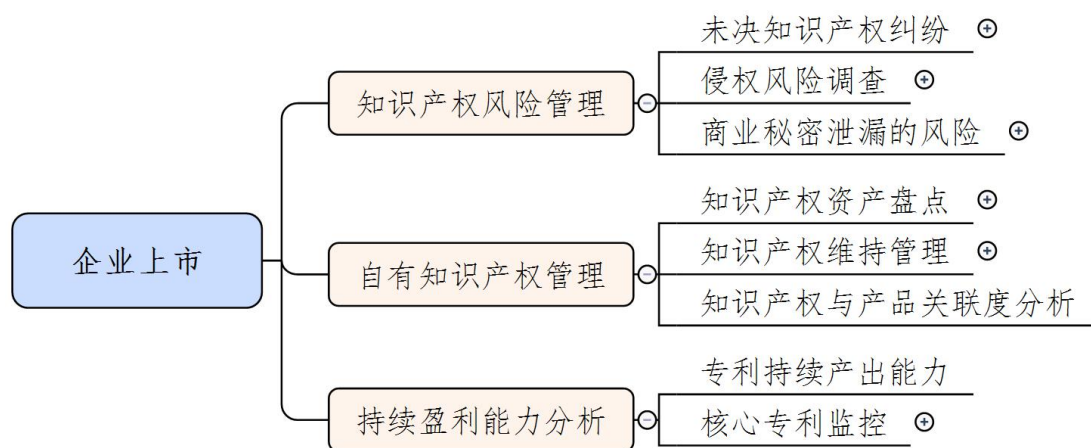 企业上市
知识产权风险管理
未决知识产权纠纷
侵权风险调查
商业秘密泄漏的风险
自有知识产权管理
知识产权资产盘点
知识产权维持管理
知识产权与产品关联度分析
持续盈利能力分析
专利持续产出能力
核心专利监控